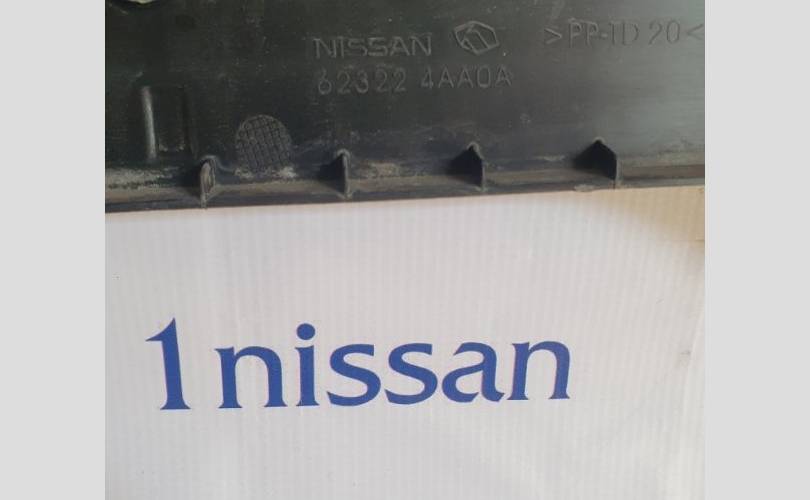 NISSAN >PP-TD 20<
62322 4AA0A
1nissan